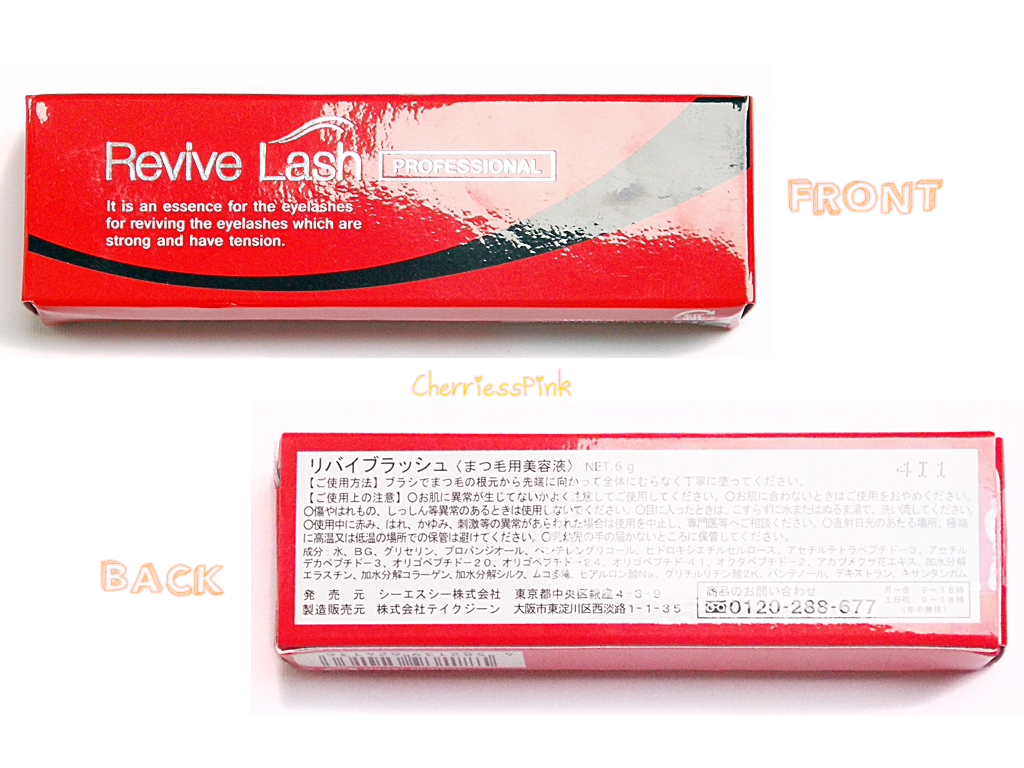 Revive Lash PROFESSIONAL
It is an essence for the eyelashes
for reviving the eyelashes which are
strong and have tension.
FRONT
CherriessPink
BACK
リバイブラッシュ〈まつ毛用美容液〉 NET.6g 4I1
【ご使用方法】ブラシでまつ毛の根元から先端に向かって全体にむらなく丁寧に塗ってください。
【ご使用上の注意】〇お肌に異常が生じてないかよく注意してご使用してください。〇お肌に合わないときはご使用をおやめください。
〇傷やはれもの、しっしん等異常のあるときは使用しないでください。〇目に入ったときは、こすらずに水またはぬるま湯で、洗い流してください。
〇使用中に赤み、はれ、かゆみ、刺激等の異常があらわれた場合は使用を中止し、専門医等へご相談ください。〇直射日光のあたる場所、極端
に高温又は低温の場所での保管は避けてください。〇乳幼児の手の届かないところに保管してください。
成分：水、BG、グリセリン、プロパンジオール、ペンチレングリコール、ヒドロキシエチルセルロース、アセチルテトラペプチド－3、アセチル
デカペプチド－3、オリゴペプチド－20、オリゴペプチド－24、オリゴペプチド－41、オクタペプチド－2、アカツメクサ花エキス、加水分解
エラスチン、加水分解コラーゲン、加水分解シルク、ムコ多糖、ヒアルロン酸Na、グリチルリチン酸2K、パンテノール、デキストラン、キサンタンガム
発 売 元 シーエスシー株式会社 東京都中央区銀座4-3-9
製造販売元 株式会社テイクジーン 大阪市東淀川区西淡路1-1-35
商品のお問い合わせ
0120-288-677
月～金 9～18時
土日祝 9～18時
(年中無休)